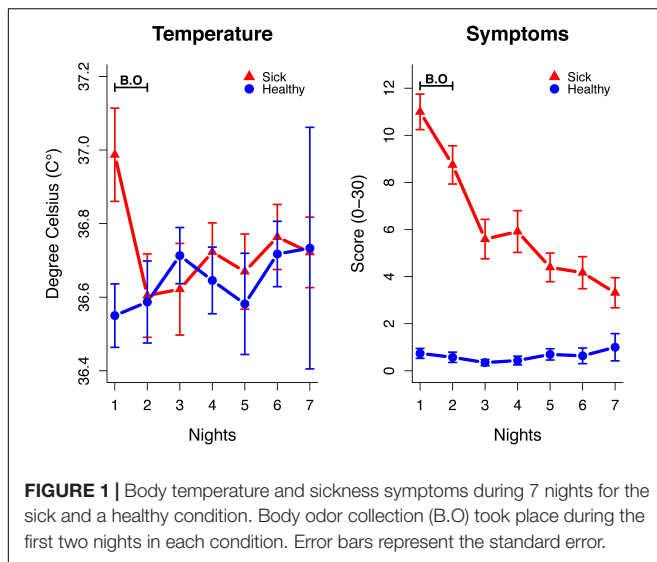 Temperature
Symptoms
B.O
Sick
Healthy
37.2
37.0
36.8
36.6
36.4
Degree Celsius (C°)
1 2 3 4 5 6 7
Nights
B.O
Sick
Healthy
12
10
8
6
4
2
0
Score (0–30)
1 2 3 4 5 6 7
Nights
FIGURE 1 | Body temperature and sickness symptoms during 7 nights for the
sick and a healthy condition. Body odor collection (B.O) took place during the
first two nights in each condition. Error bars represent the standard error.